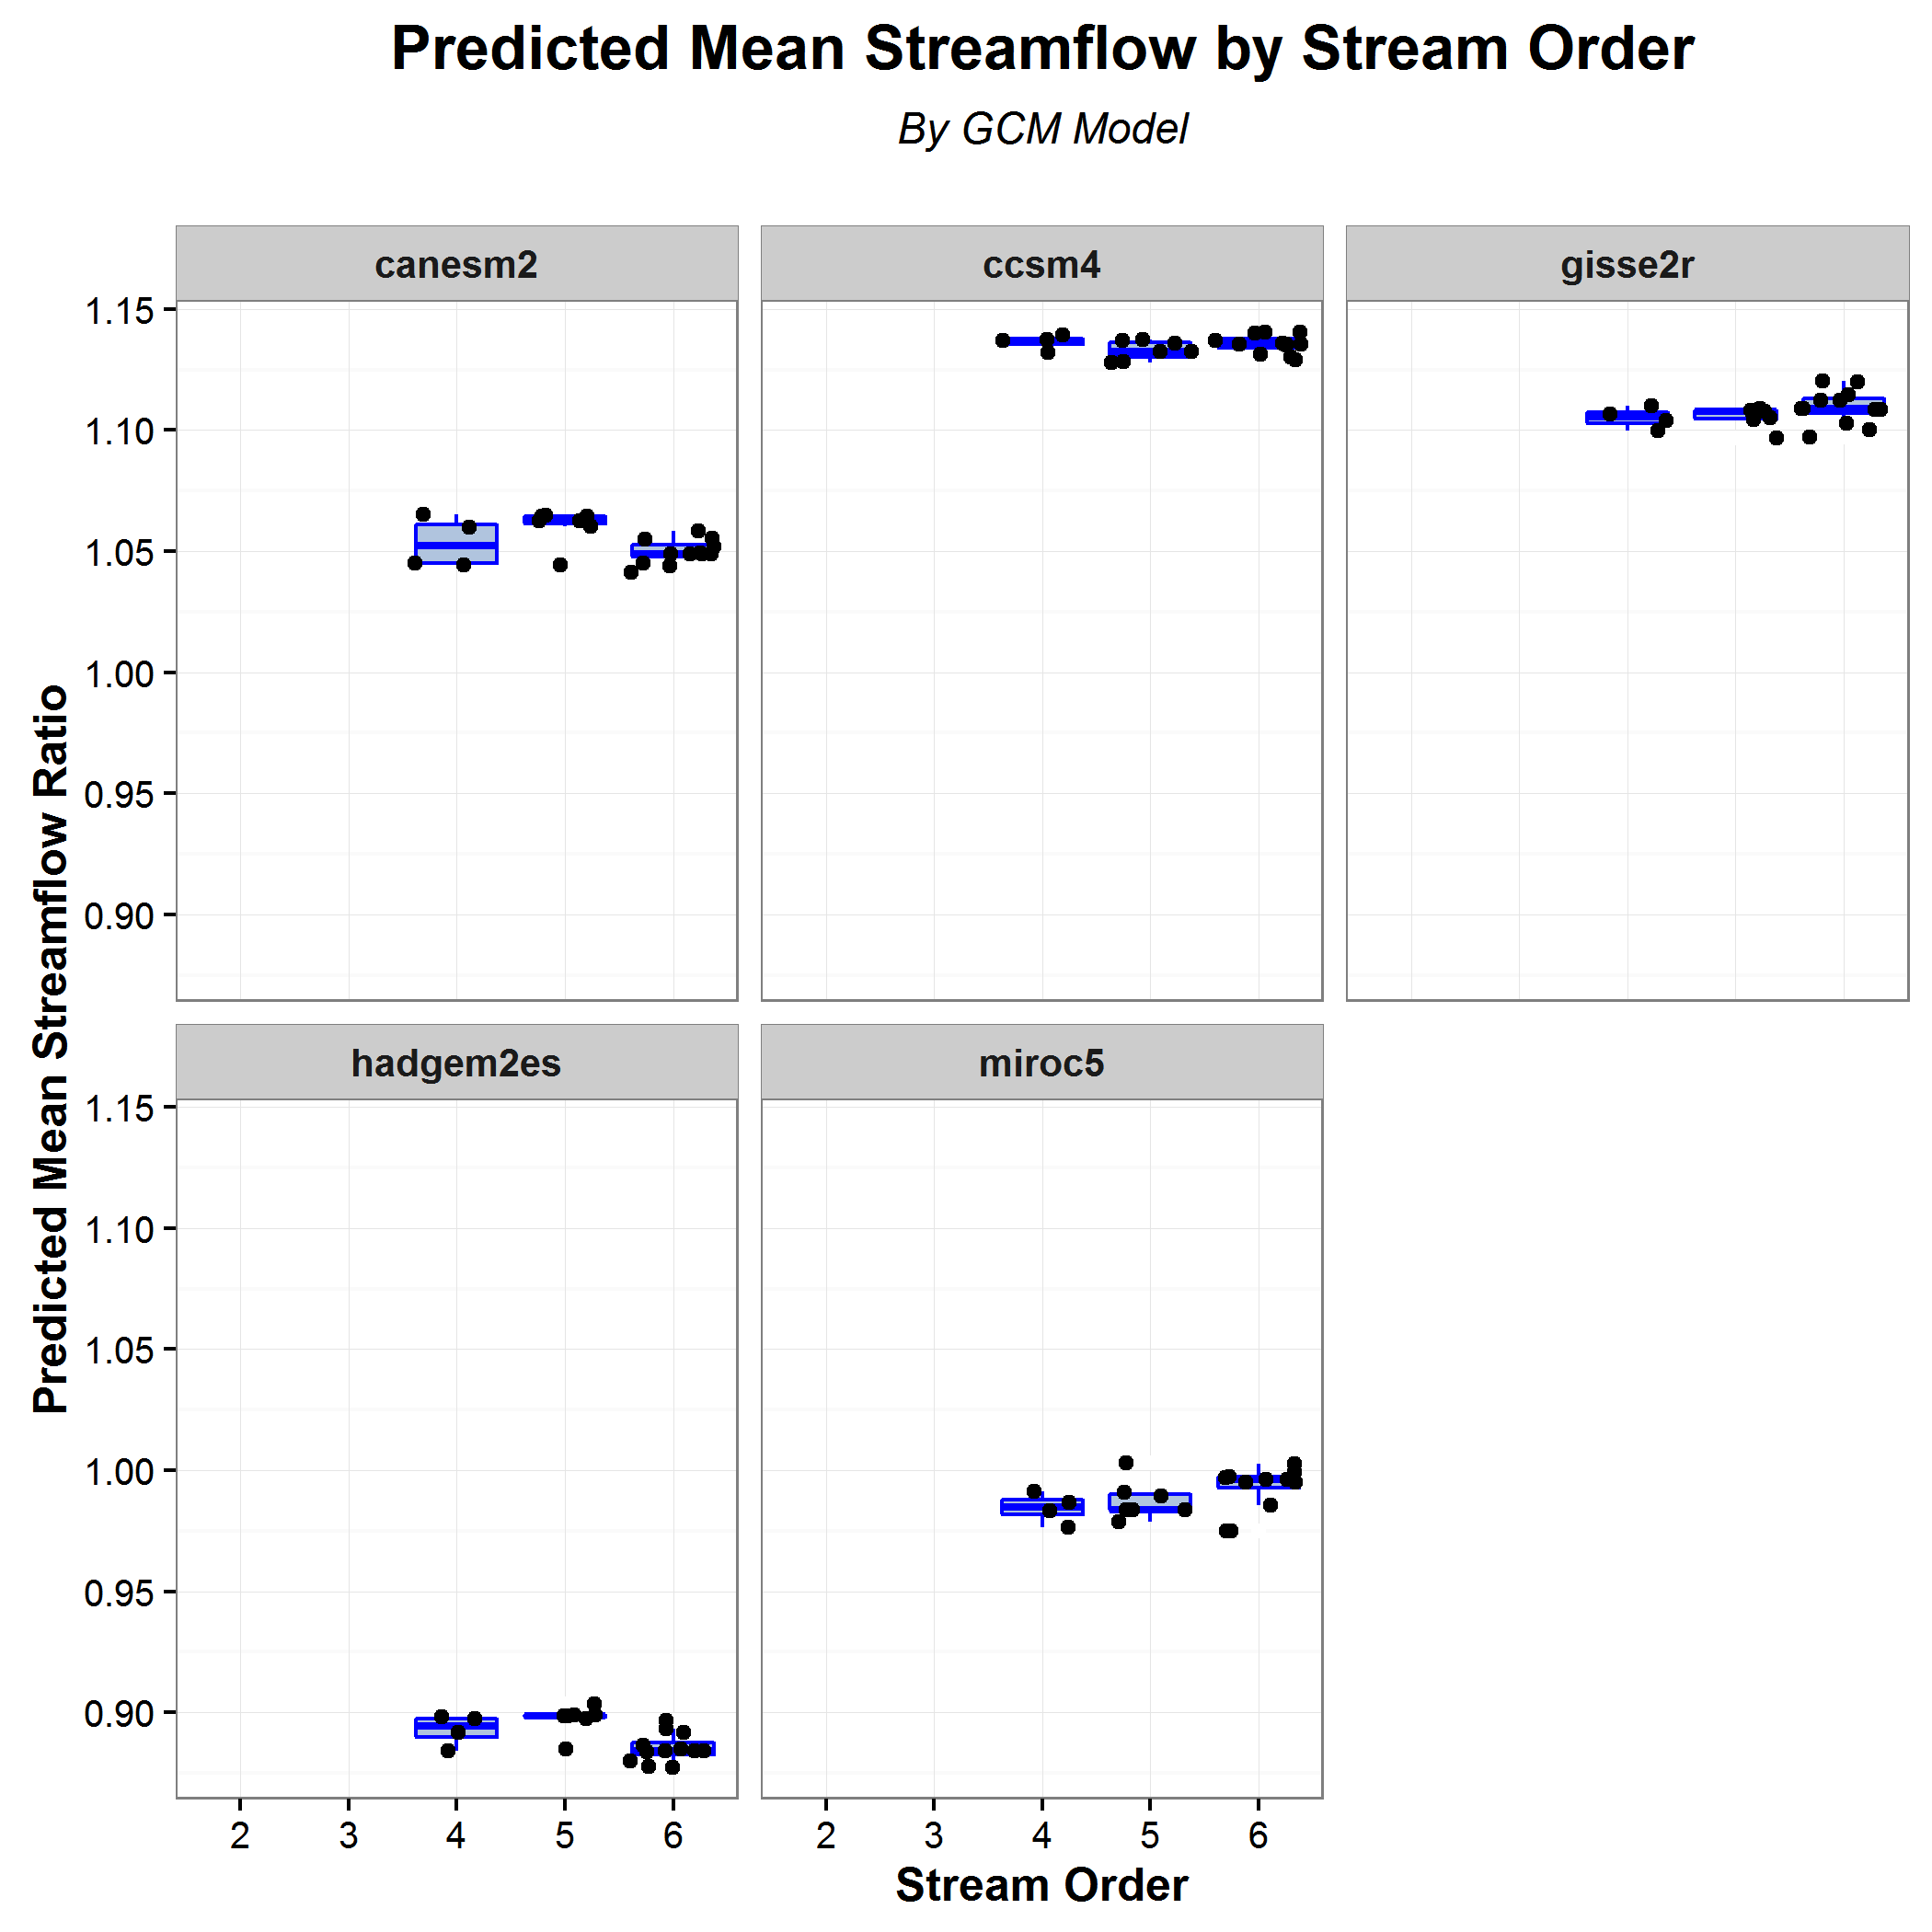 Predicted Mean Streamflow by Stream Order
By GCM Model
canesm2
ccsm4
gisse2r
1.15
1.10
1.05
1.00
0.95
0.90
Predicted Mean Streamflow Ratio
hadgem2es
miroc5
1.15
1.10
1.05
1.00
0.95
0.90
2 3 4 5 6
2 3 4 5 6
Stream Order